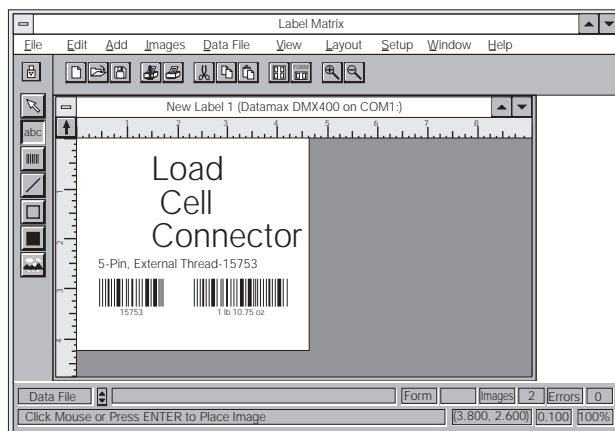 Label Matrix
File Edit Add Images Data File View Layout Setup Window Help
FORM
New Label 1 (Datamax DMX400 on COM1:)
abc
1 2 3 4 5 6 7 8
1
2
3
4
Load
Cell
Connector
5-Pin, External Thread-15753
15753 1 lb 10.75 oz
Data File Form Images 2 Errors 0
Click Mouse or Press ENTER to Place Image (3.800, 2.600) 0.100 100%